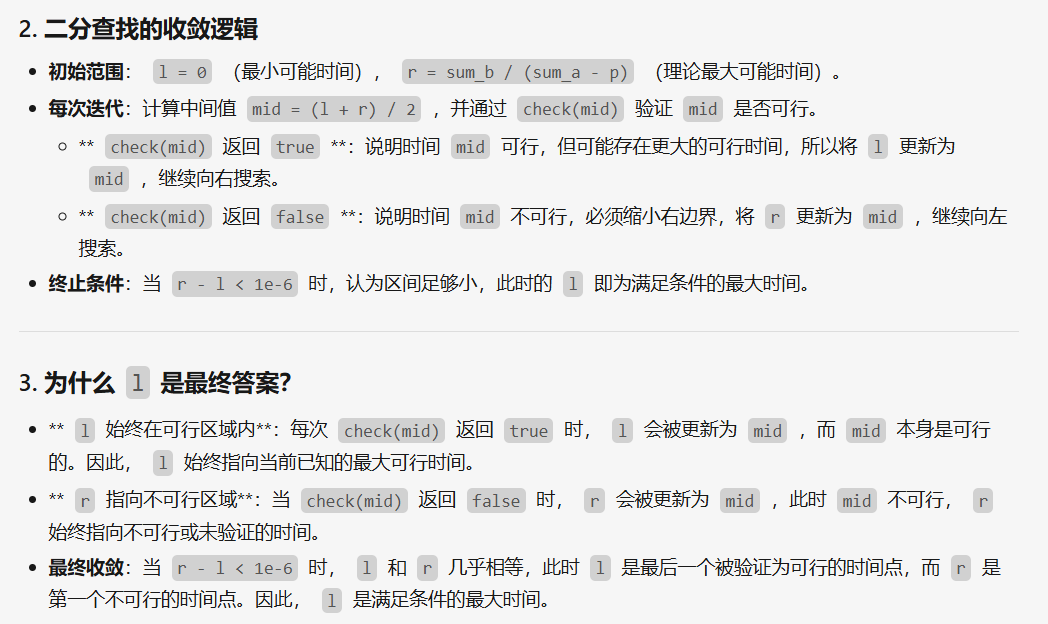 2. 二分查找的收敛逻辑
• 初始范围： l = 0 （最小可能时间）， r = sum_b / (sum_a - p) （理论最大可能时间）。
• 每次迭代：计算中间值 mid = (l + r) / 2 ，并通过 check(mid) 验证 mid 是否可行。
○ ** check(mid) 返回 true **：说明时间 mid 可行，但可能存在更大的可行时间，所以将 l 更新为
mid ，继续向右搜索。
○ ** check(mid) 返回 false **：说明时间 mid 不可行，必须缩小右边界，将 r 更新为 mid ，继续向左
搜索。
• 终止条件：当 r - l < 1e-6 时，认为区间足够小，此时的 l 即为满足条件的最大时间。
3. 为什么 l 是最终答案？
• ** l 始终在可行区域内**：每次 check(mid) 返回 true 时， l 会被更新为 mid ，而 mid 本身是可行
的。因此， l 始终指向当前已知的最大可行时间。
• ** r 指向不可行区域**：当 check(mid) 返回 false 时， r 会被更新为 mid ，此时 mid 不可行， r
始终指向不可行或未验证的时间。
• 最终收敛：当 r - l < 1e-6 时， l 和 r 几乎相等，此时 l 是最后一个被验证为可行的时间点，而 r 是
第一个不可行的时间点。因此， l 是满足条件的最大时间。